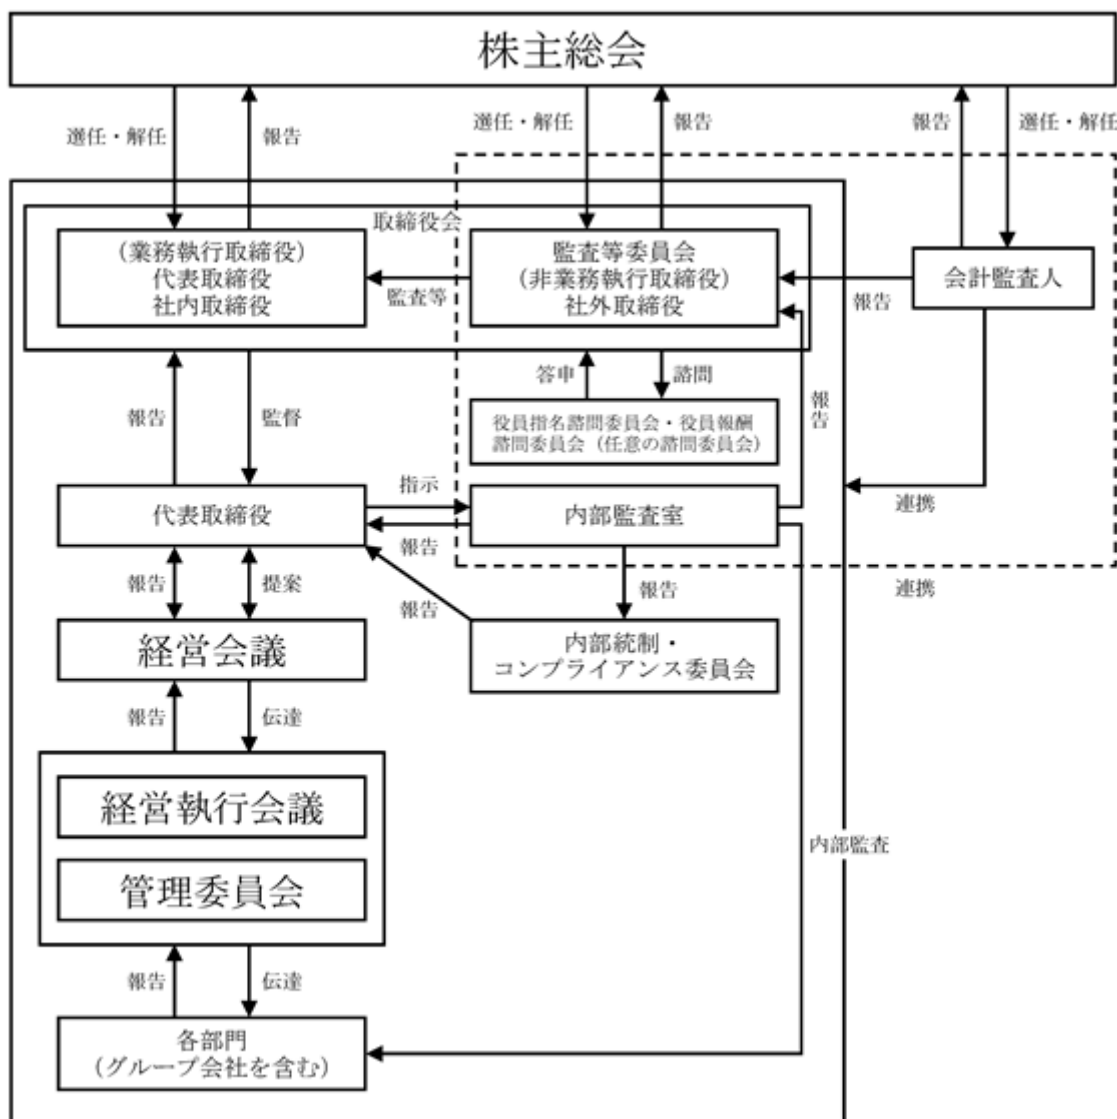 株主総会
選任・解任
報告
選任・解任
報告
報告
選任・解任
取締役会
(業務執行取締役)
代表取締役
社内取締役
監査等
監査等委員会
(非業務執行取締役)
社外取締役
報告
会計監査人
答申
諮問
報告
役員指名諮問委員会・役員報酬
諮問委員会(任意の諮問委員会)
報告
監督
連携
代表取締役
指示
報告
内部監査室
連携
報告
提案
報告
報告
経営会議
内部統制・
コンプライアンス委員会
報告
伝達
経営執行会議
管理委員会
内部監査
報告
伝達
各部門
(グループ会社を含む)